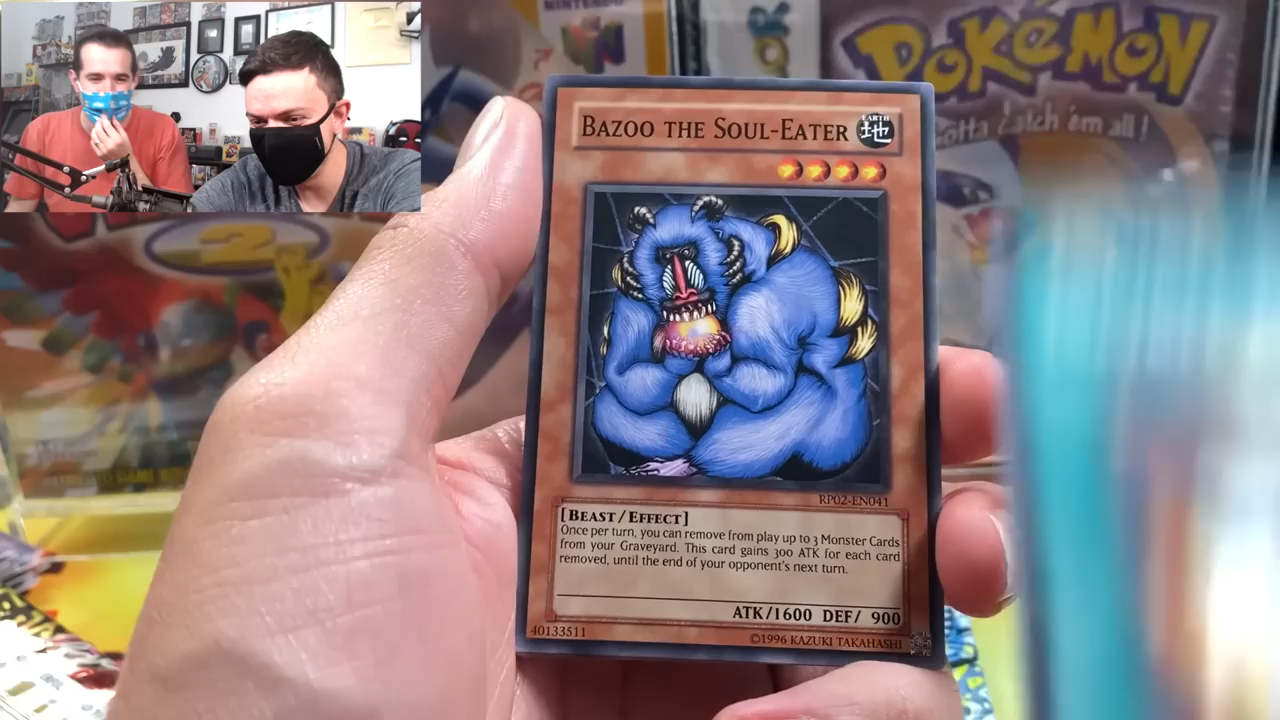 NINTENDO
POKéMON
Gotta Catch 'em all!
2
BAZOO THE SOUL-EATER
EARTH
地
RP02-EN041
[BEAST/EFFECT]
Once per turn, you can remove from play up to 3 Monster Cards
from your Graveyard. This card gains 300 ATK for each card
removed, until the end of your opponent's next turn.
ATK/1600 DEF/ 900
40133511
©1996 KAZUKI TAKAHASHI